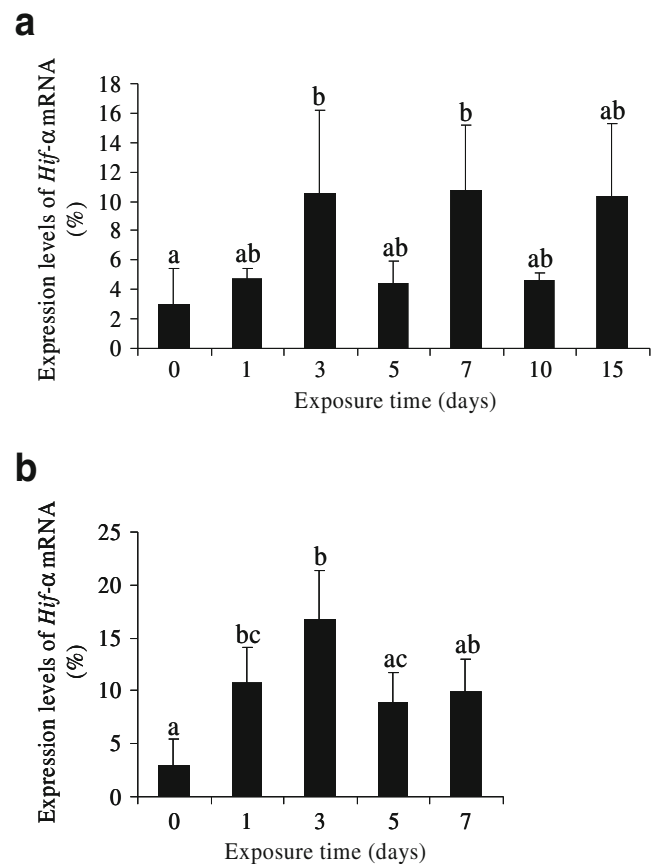 a
Expression levels of Hif-α mRNA
(%)
18
16
14
12
10
8
6
4
2
0
a
ab
b
ab
b
ab
ab
0 1 3 5 7 10 15
Exposure time (days)
b
Expression levels of Hif-α mRNA
(%)
25
20
15
10
5
0
a
bc
b
ac
ab
0 1 3 5 7
Exposure time (days)